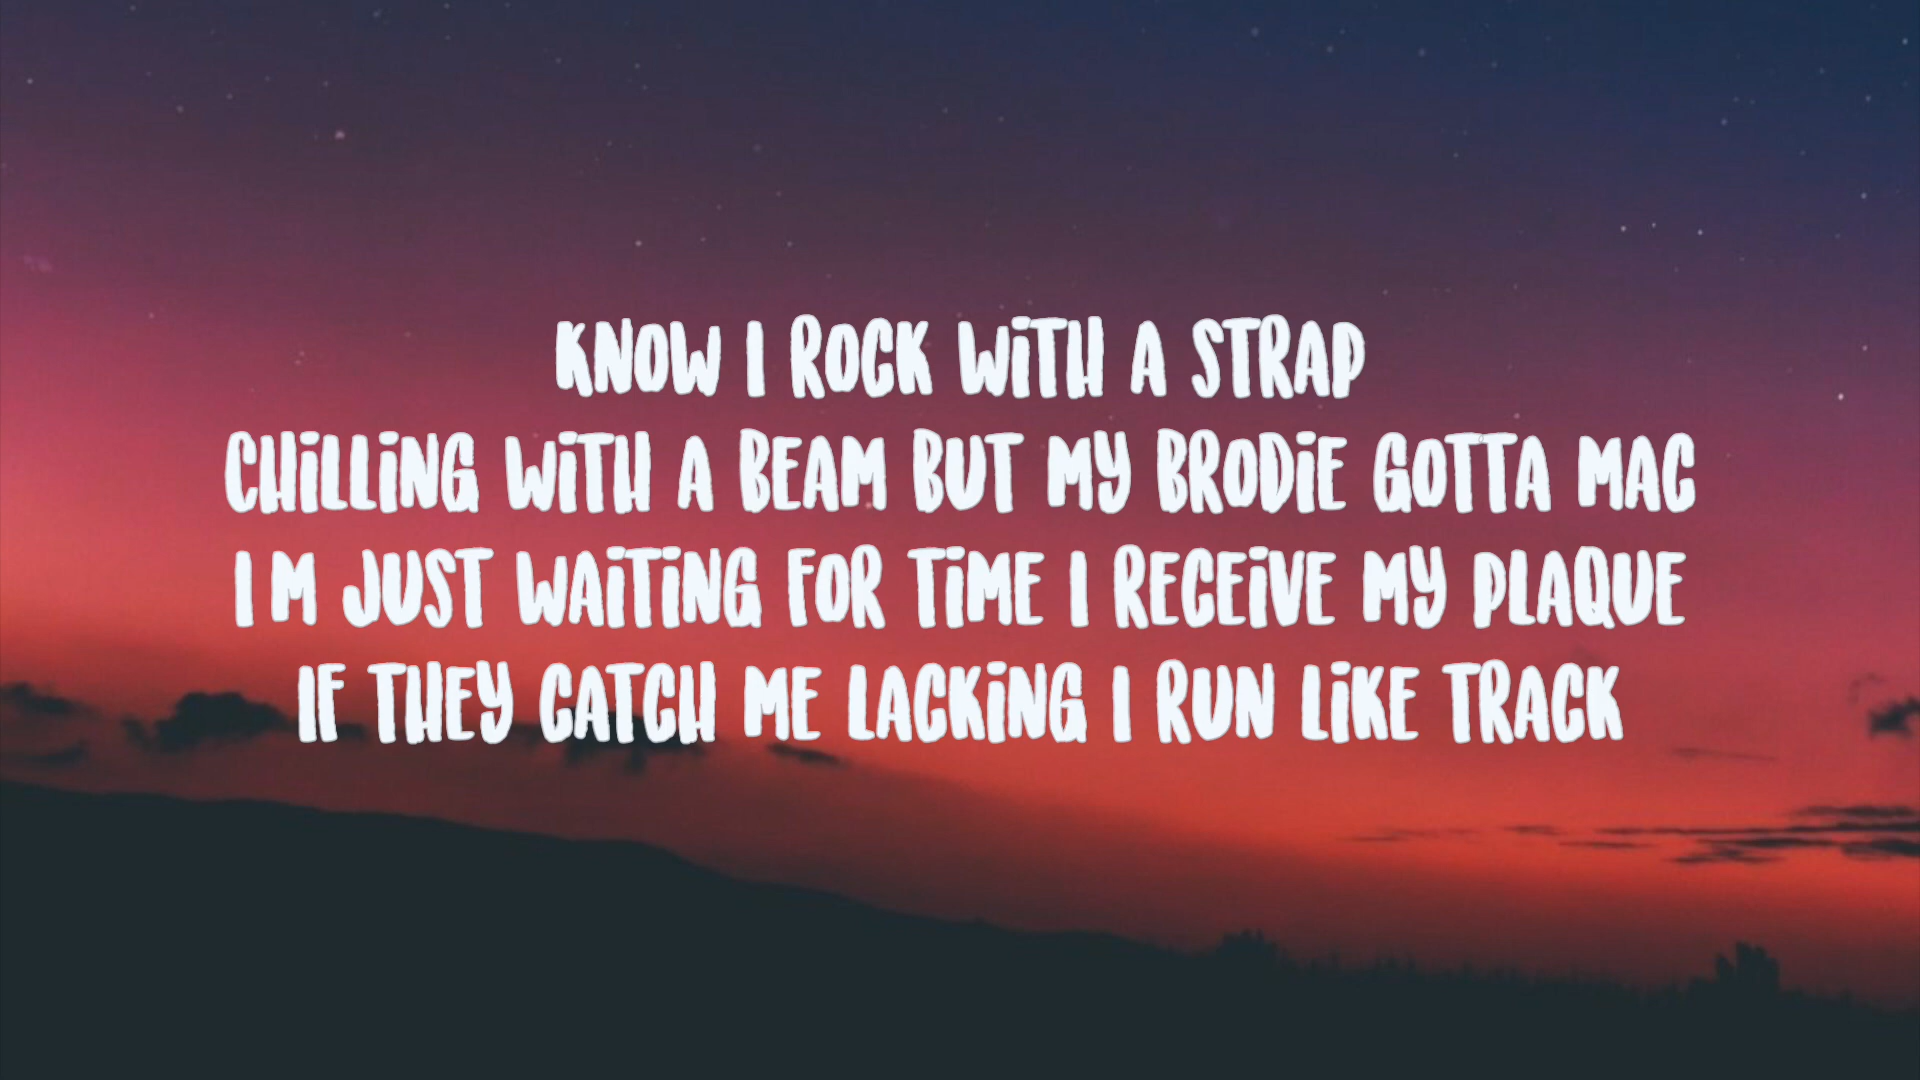 KNOW I ROCK WITH A STRAP
CHILLING WITH A BEAM BUT MY BRODIE GOTTA MAC
I M JUST WAITING FOR TIME I RECEIVE MY PLAQUE
IF THEY CATCH ME LACKING I RUN LIKE TRACK